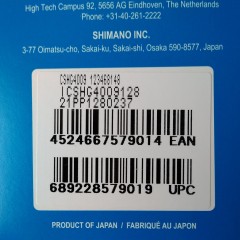 High Tech Campus 92, 5656 AG Eindhoven, The Netherlands
Phone: +31-40-261-2222
SHIMANO INC.
3-77 Oimatsu-cho, Sakai-ku, Sakai-shi, Osaka 590-8577, Japan
CSHG4009 123468148
ICSHG4009128
21PP1280237
4524667579014 EAN
689228579019 UPC
PRODUCT OF JAPAN / FABRIQUÉ AU JAPON